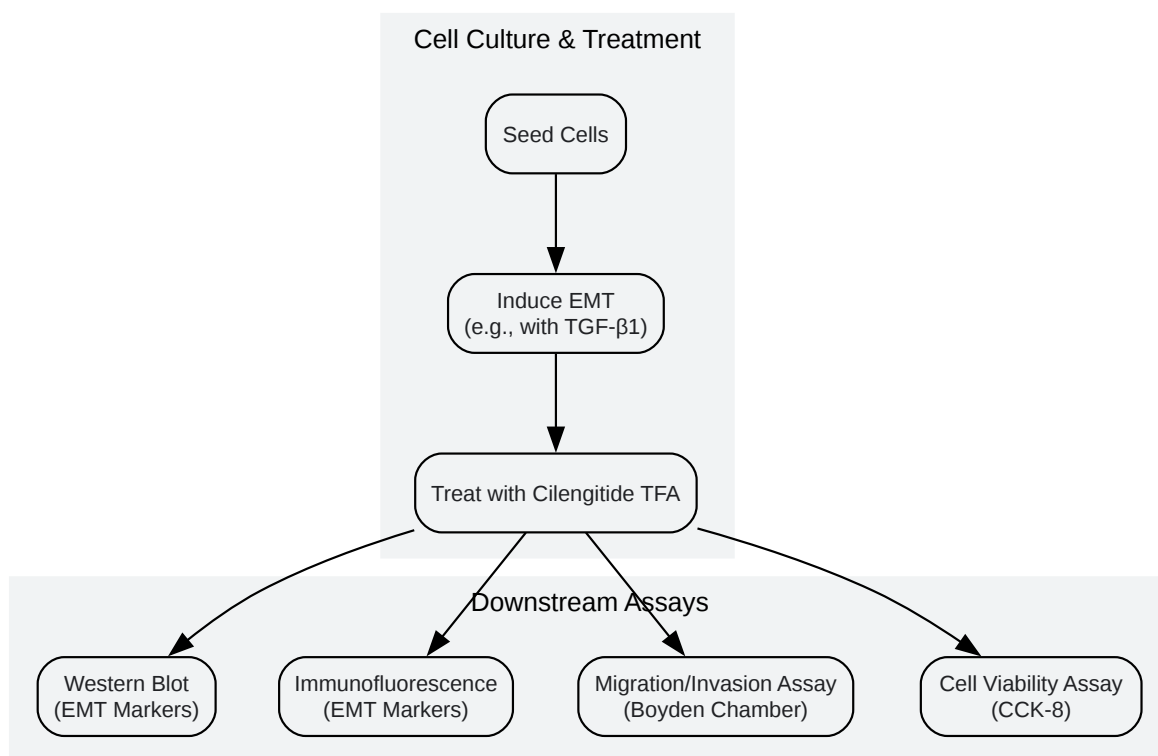 Cell Culture & Treatment
Seed Cells
Induce EMT
(e.g., with TGF-β1)
Treat with Cilengitide TFA
Downstream Assays
Western Blot
(EMT Markers)
Immunofluorescence
(EMT Markers)
Migration/Invasion Assay
(Boyden Chamber)
Cell Viability Assay
(CCK-8)